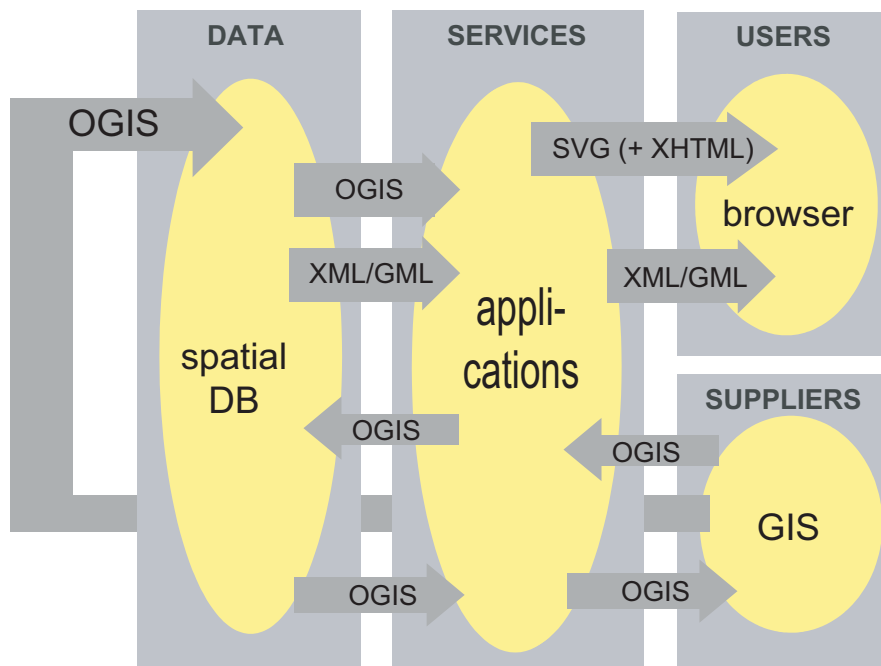 DATA
SERVICES
USERS
OGIS
SVG (+ XHTML)
OGIS
browser
XML/GML
XML/GML
appli-
cations
spatial
DB
SUPPLIERS
OGIS
OGIS
GIS
OGIS
OGIS